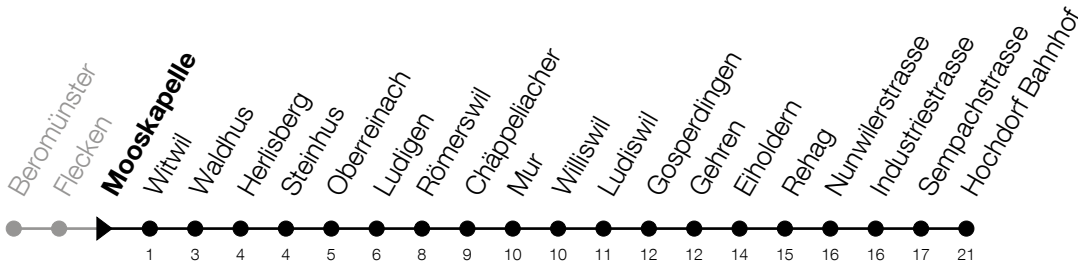 Beromünster
Flecken
Mooskapelle
Witwil
Waldhus
Herlisberg
Steinhus
Oberreinach
Ludigen
Römerswil
Chäppeliacher
Mur
Williswil
Ludiswil
Gosperdingen
Gehren
Eiholdern
Rehag
Nunwilerstrasse
Industriestrasse
Sempachstrasse
Hochdorf Bahnhof
1 3 4 4 5 6 8 9 10 10 11 12 12 14 15 16 16 17 21